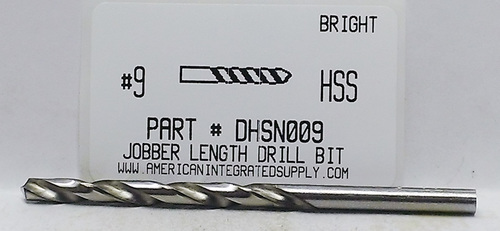 BRIGHT
#9 HSS
PART # DHSN009
JOBBER LENGTH DRILL BIT
WWW.AMERICANINTEGRATEDSUPPLY.COM